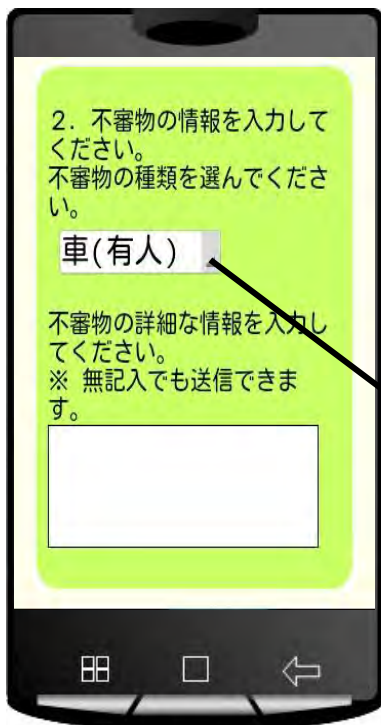 2. 不審物の情報を入力して
ください。
不審物の種類を選んでくださ
い。
車(有人)
不審物の詳細な情報を入力し
てください。
※ 無記入でも送信できま
す。